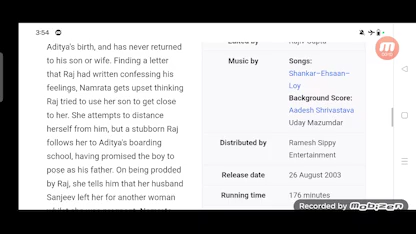 3:54
Aditya's birth, and has never returned
to his son or wife. Finding a letter
that Raj had written confessing his
feelings, Namrata gets upset thinking
Raj tried to use her son to get close
to her. She attempts to distance
herself from him, but a stubborn Raj
follows her to Aditya's boarding
school, having promised the boy to
pose as his father. On being prodded
by Raj, she tells him that her husband
Sanjeev left her for another woman
Music by
Songs:
Shankar–Ehsaan–
Loy
Background Score:
Aadesh Shrivastava
Uday Mazumdar
Distributed by
Ramesh Sippy
Entertainment
Release date
26 August 2003
Running time
176 minutes
Recorded by Mobizen